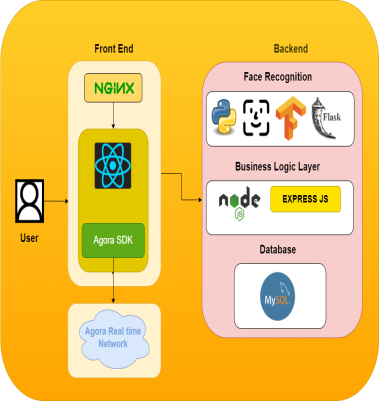 Front End
Backend
NGiNX
Face Recognition
Flask
Business Logic Layer
node
JS
EXPRESS JS
User
Agora SDK
Database
MySQL
Agora Real time
Network